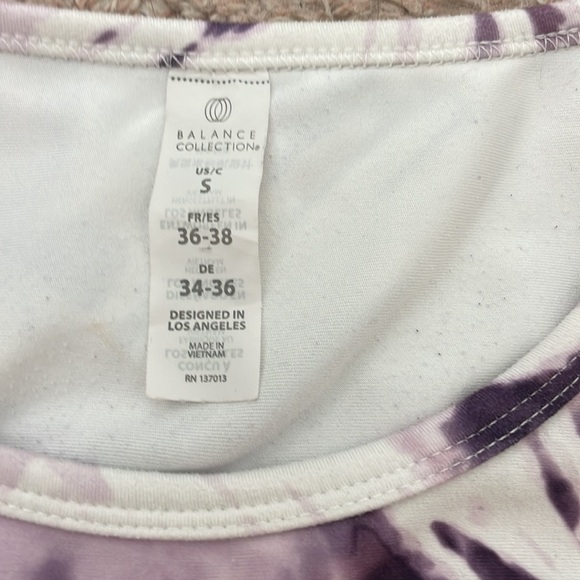 BALANCE
COLLECTION®
US/C
S
FR/ES
36-38
DE
34-36
DESIGNED IN
LOS ANGELES
MADE IN
VIETNAM
RN 137013